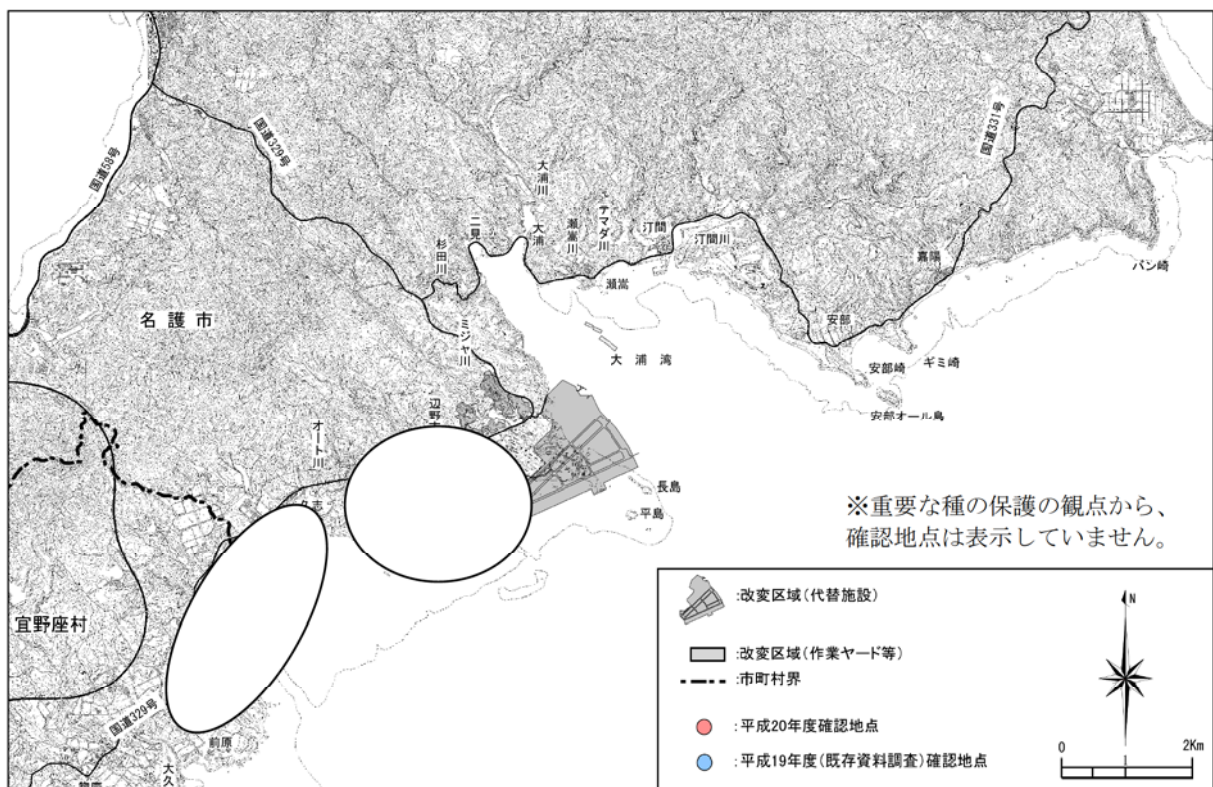 国道58号
国道329号
国道331号
大浦川
大浦
二見
杉田川
瀬嵩川
テマダ川
汀間
汀間川
瀬嵩
嘉陽
バン崎
安部
安部崎
ギミ崎
安部オール島
大浦湾
名護市
ミジャ川
オート川
久志
長島
平島
※重要な種の保護の観点から、
確認地点は表示していません。
宜野座村
国道329号
前原
:改変区域(代替施設)
:改変区域(作業ヤード等)
:市町村界
:平成20年度確認地点
:平成19年度(既存資料調査)確認地点
N
0 2Km